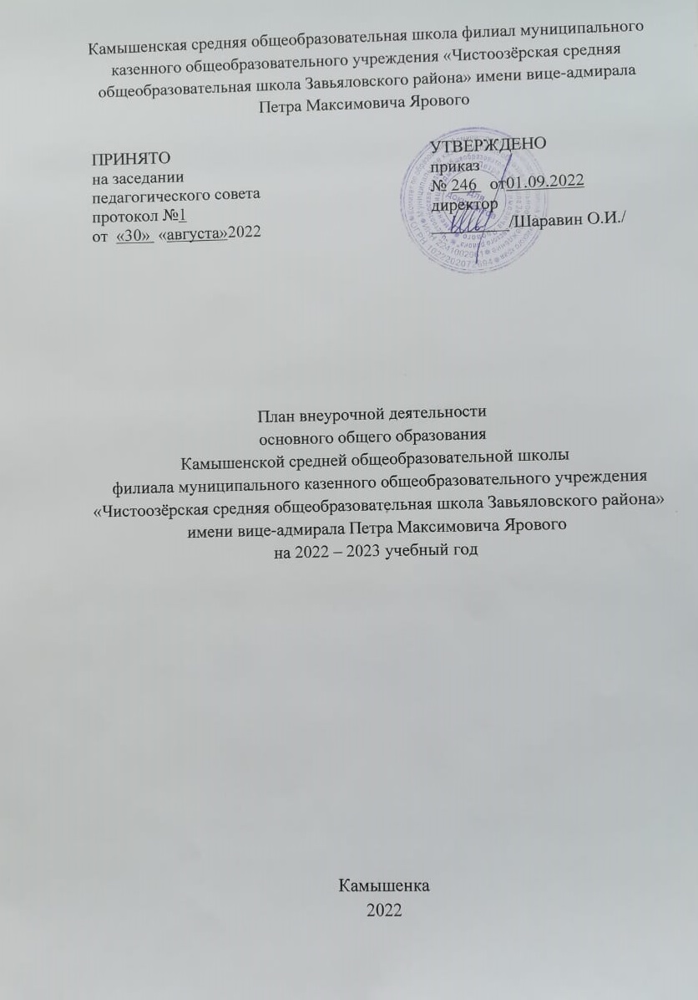 Камышенская средняя общеобразовательная школа филиал муниципального
казенного общеобразовательного учреждения «Чистоозёрская средняя
общеобразовательная школа Завьяловского района» имени вице-адмирала
Петра Максимовича Ярового
ПРИНЯТО
на заседании
педагогического совета
протокол №1
от «30» «августа»2022
УТВЕРЖДЕНО
приказ
№ 246 от01.09.2022
директор
/Шаравин О.И./
Для
документов
План внеурочной деятельности
основного общего образования
Камышенской средней общеобразовательной школы
филиала муниципального казенного общеобразовательного учреждения
«Чистоозёрская средняя общеобразовательная школа Завьяловского района»
имени вице-адмирала Петра Максимовича Ярового
на 2022 – 2023 учебный год
Камышенка
2022